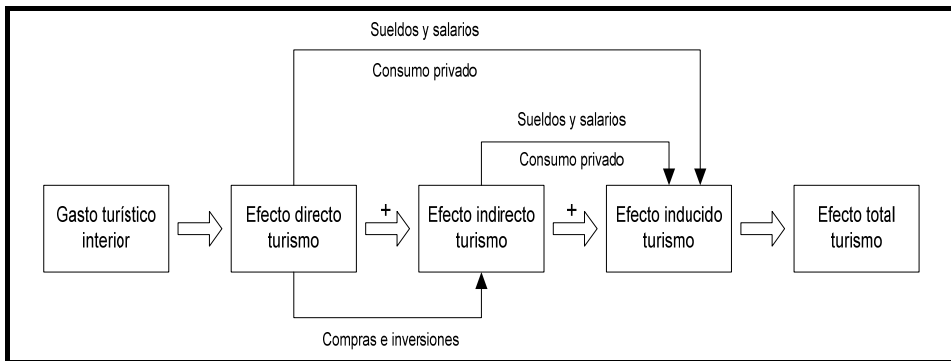 Sueldos y salarios
Consumo privado
Sueldos y salarios
Consumo privado
Gasto turístico
interior
Efecto directo
turismo
+
Efecto indirecto
turismo
+
Efecto inducido
turismo
Efecto total
turismo
Compras e inversiones